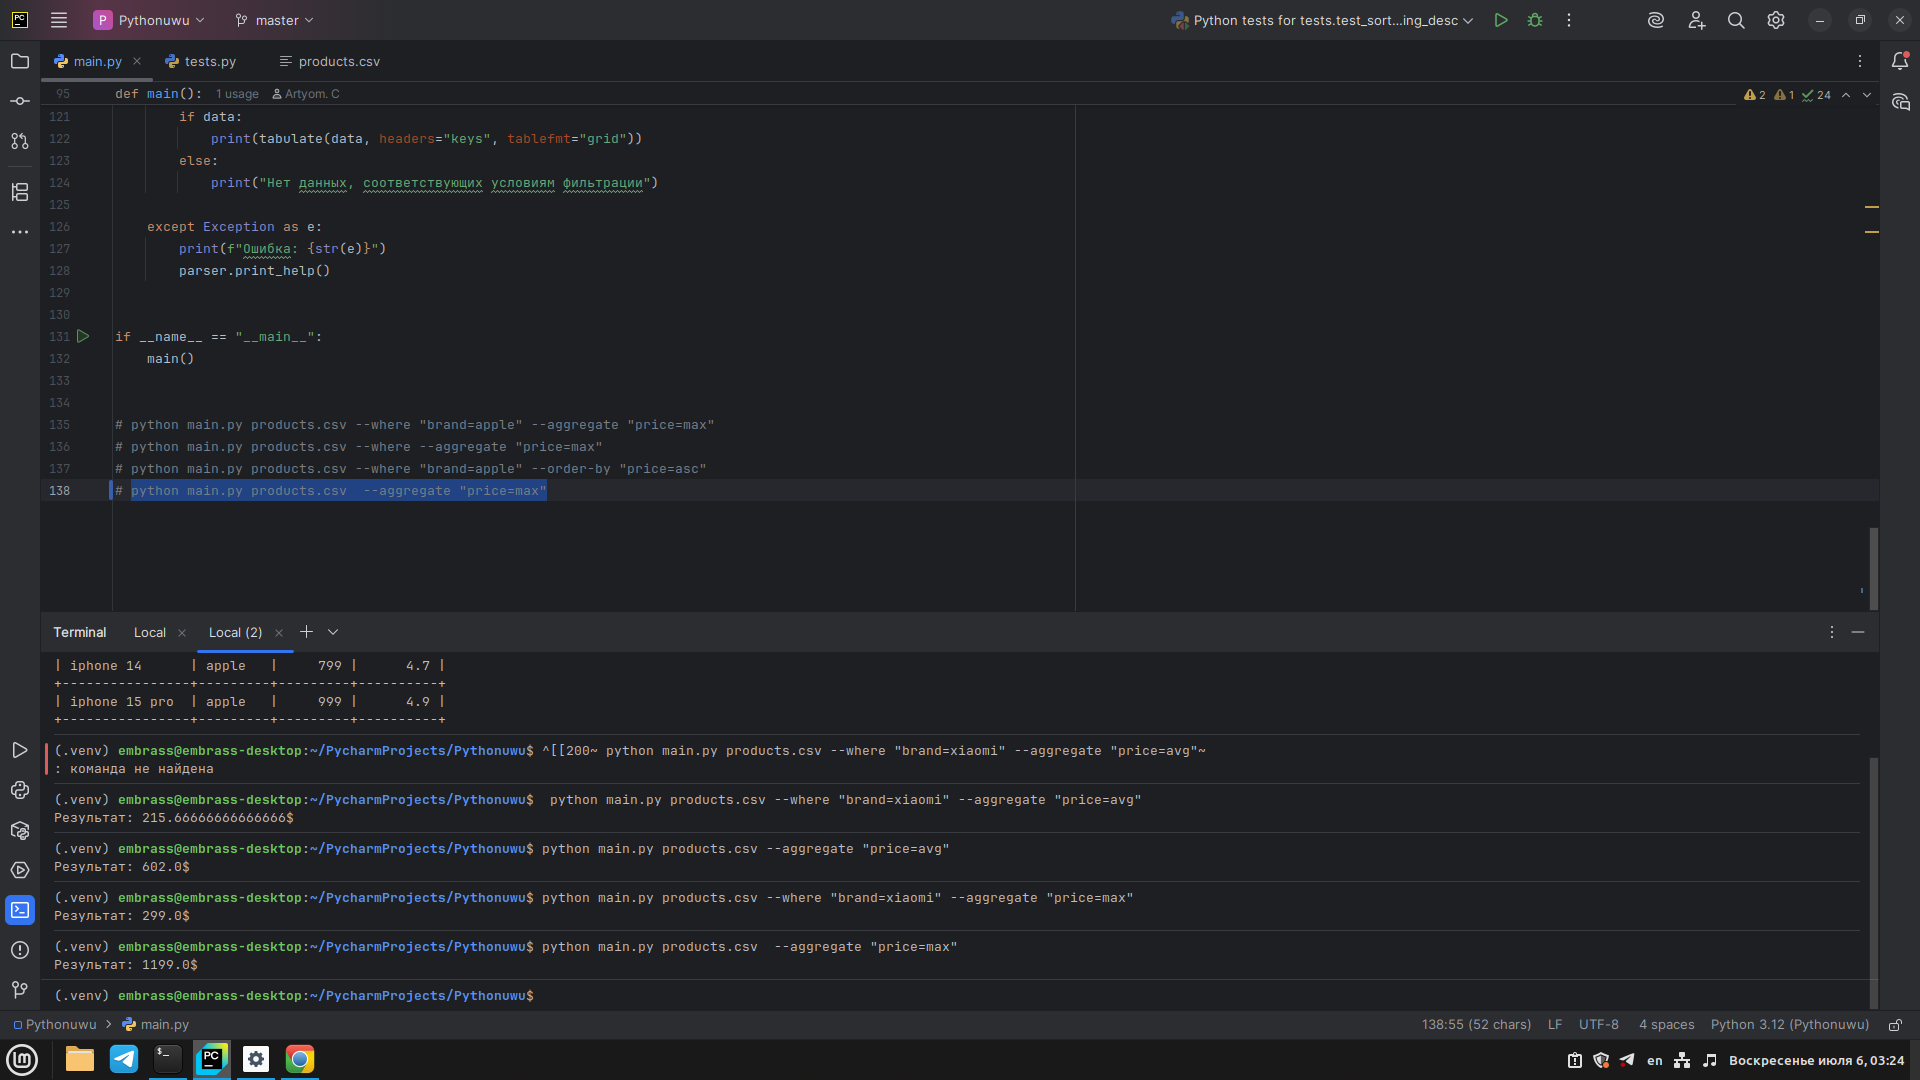 PC
P Pythonuwu
master
Python tests for tests.test_sort...ing_desc
main.py
tests.py
products.csv
95 def main(): 1 usage Artyom. C
2 1 24
121 if data:
122 print(tabulate(data, headers="keys", tablefmt="grid"))
123 else:
124 print("Нет данных, соответствующих условиям фильтрации")
125
126 except Exception as e:
127 print(f"Ошибка: {str(e)}")
128 parser.print_help()
129
130
131 if __name__ == "__main__":
132 main()
133
134
135 # python main.py products.csv --where "brand=apple" --aggregate "price=max"
136 # python main.py products.csv --where --aggregate "price=max"
137 # python main.py products.csv --where "brand=apple" --order-by "price=asc"
138 # python main.py products.csv  --aggregate "price=max"
Terminal
Local
Local (2)
| iphone 14      | apple   |     799 |      4.7 |
+----------------+---------+---------+----------+
| iphone 15 pro  | apple   |     999 |      4.9 |
+----------------+---------+---------+----------+
(.venv) embrass@embrass-desktop:~/PycharmProjects/Pythonuwu$ ^[[200~ python main.py products.csv --where "brand=xiaomi" --aggregate "price=avg"~
: команда не найдена
(.venv) embrass@embrass-desktop:~/PycharmProjects/Pythonuwu$  python main.py products.csv --where "brand=xiaomi" --aggregate "price=avg"
Результат: 215.66666666666666$
(.venv) embrass@embrass-desktop:~/PycharmProjects/Pythonuwu$ python main.py products.csv --aggregate "price=avg"
Результат: 602.0$
(.venv) embrass@embrass-desktop:~/PycharmProjects/Pythonuwu$ python main.py products.csv --where "brand=xiaomi" --aggregate "price=max"
Результат: 299.0$
(.venv) embrass@embrass-desktop:~/PycharmProjects/Pythonuwu$ python main.py products.csv  --aggregate "price=max"
Результат: 1199.0$
(.venv) embrass@embrass-desktop:~/PycharmProjects/Pythonuwu$
Pythonuwu > main.py
138:55 (52 chars) LF UTF-8 4 spaces Python 3.12 (Pythonuwu)
PC
en
Воскресенье июля 6, 03:24